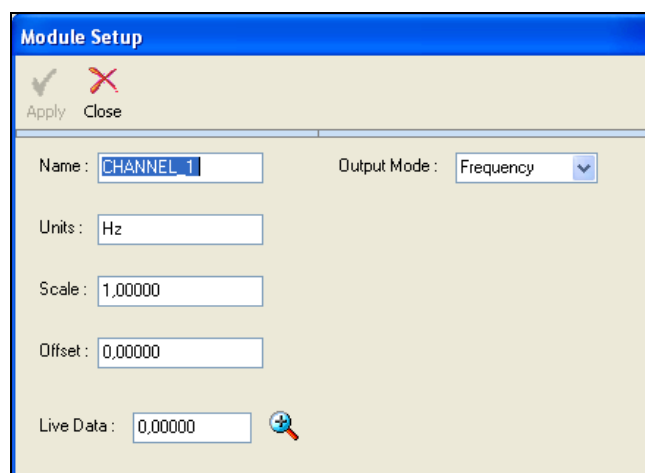 Module Setup
Apply Close
Name : CHANNEL_1 Output Mode : Frequency
Units : Hz
Scale : 1,00000
Offset : 0,00000
Live Data : 0,00000